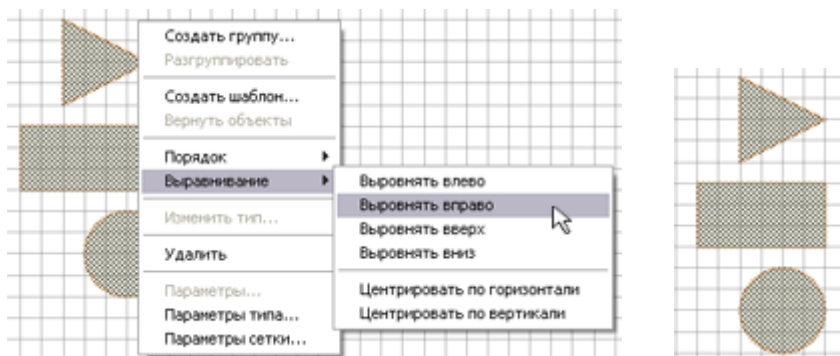 Создать группу...
Разгруппировать
Создать шаблон...
Вернуть объекты
Порядок
Выравнивание
Изменить тип...
Удалить
Параметры...
Параметры типа...
Параметры сетки...
Выровнять влево
Выровнять вправо
Выровнять вверх
Выровнять вниз
Центрировать по горизонтали
Центрировать по вертикали